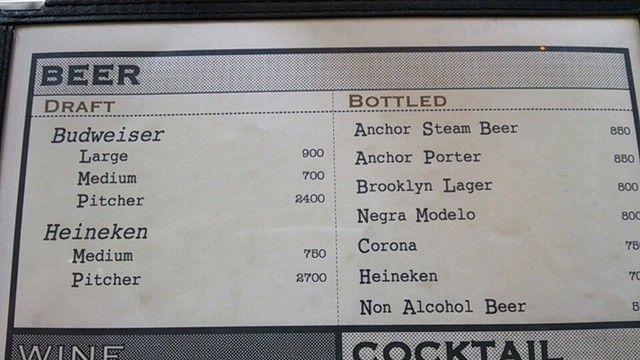 BEER
DRAFT
Budweiser
Large 900
Medium 700
Pitcher 2400
Heineken
Medium 750
Pitcher 2700
BOTTLED
Anchor Steam Beer 850
Anchor Porter 850
Brooklyn Lager 800
Negra Modelo 800
Corona
Heineken
Non Alcohol Beer
WINE
COCKTAIL